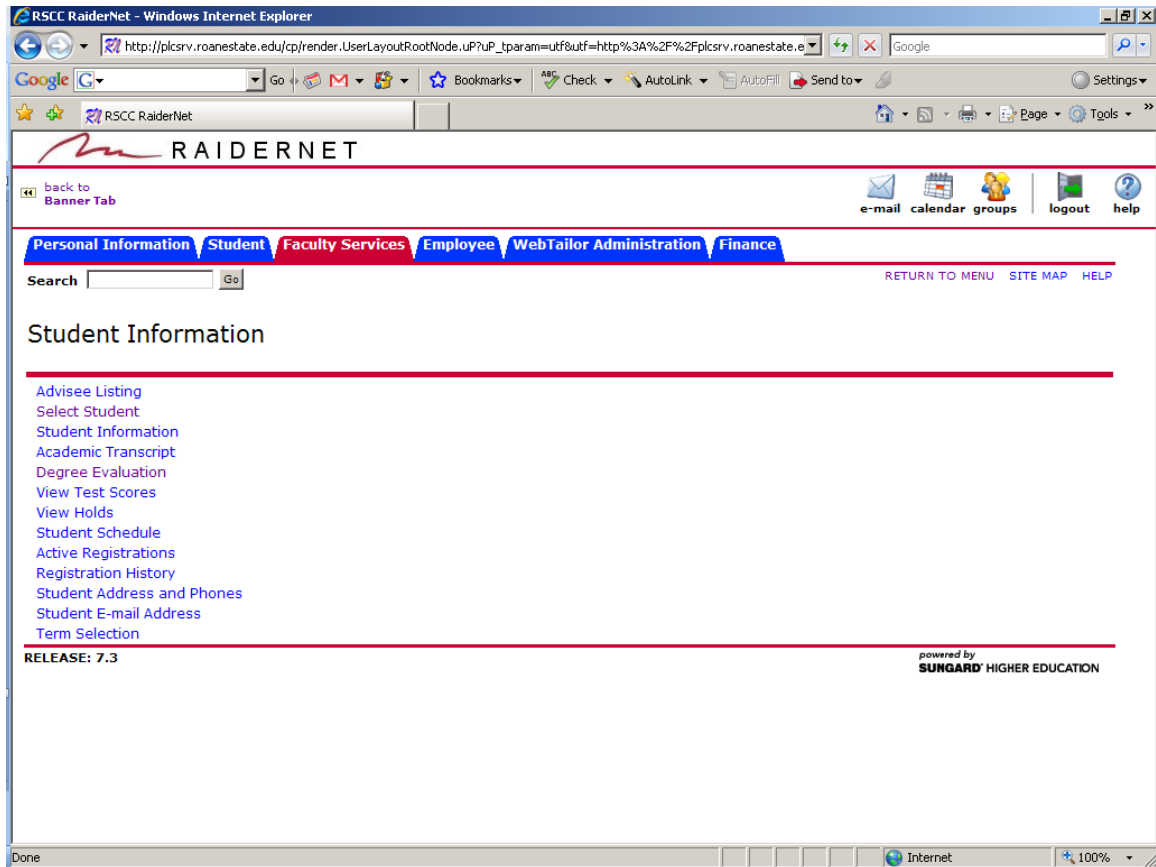 RSCC RaiderNet - Windows Internet Explorer
http://plcsrv.roanestate.edu/cp/render.UserLayoutRootNode.uP?uP_tparam=utf&utf=http%3A%2F%2Fplcsrv.roanestate.e
Google
Google G Go Bookmarks ABC Check AutoLink AutoFill Send to Settings
RSCC RaiderNet Page Tools »
RAIDERNET
back to
Banner Tab
e-mail calendar groups logout help
Personal Information Student Faculty Services Employee WebTailor Administration Finance
Search Go RETURN TO MENU SITE MAP HELP
Student Information
Advisee Listing
Select Student
Student Information
Academic Transcript
Degree Evaluation
View Test Scores
View Holds
Student Schedule
Active Registrations
Registration History
Student Address and Phones
Student E-mail Address
Term Selection
RELEASE: 7.3 powered by
SUNGARD' HIGHER EDUCATION
Done Internet 100%